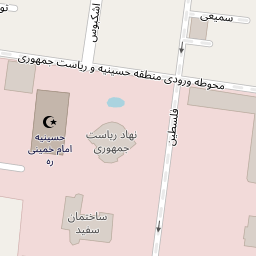 سمیعی
اشکبوس
محوطه ورودی منطقه حسینیه و ریاست جمهوری
فلسطین
حسینیه
امام خمینی
ره
نهاد ریاست
جمهوری
ساختمان
سفید